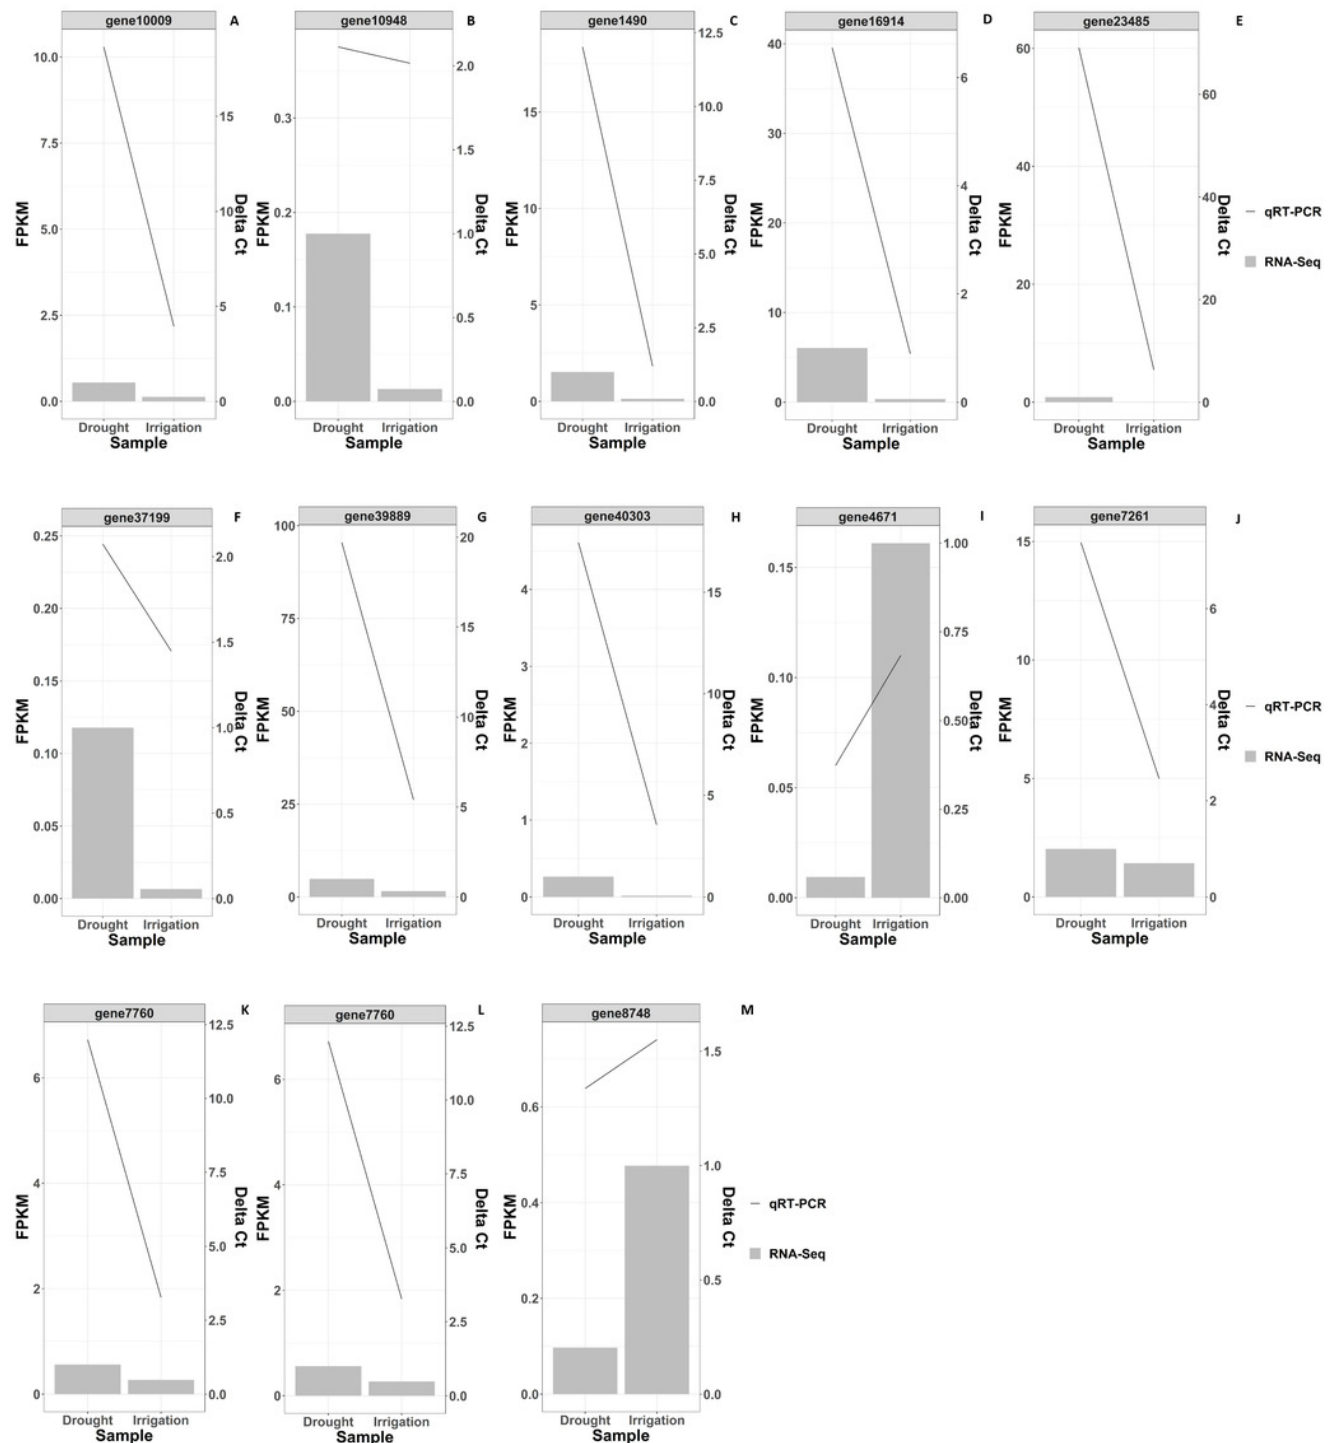 gene10009 A
10.0
7.5
5.0
2.5
0.0
FPKM
15
10
5
0
Delta Ct
Drought Irrigation
Sample
gene10948 B
0.3
0.2
0.1
0.0
FPKM
2.0
1.5
1.0
0.5
0.0
Delta Ct
Drought Irrigation
Sample
gene1490 C
15
10
5
0
FPKM
12.5
10.0
7.5
5.0
2.5
0.0
Delta Ct
Drought Irrigation
Sample
gene16914 D
40
30
20
10
0
FPKM
6
4
2
0
Delta Ct
Drought Irrigation
Sample
gene23485 E
60
40
20
0
FPKM
60
40
20
0
Delta Ct
Drought Irrigation
Sample
qRT-PCR
RNA-Seq
gene37199 F
0.25
0.20
0.15
0.10
0.05
0.00
FPKM
2.0
1.5
1.0
0.5
0.0
Delta Ct
Drought Irrigation
Sample
gene39889 G
100
75
50
25
0
FPKM
20
15
10
5
0
Delta Ct
Drought Irrigation
Sample
gene40303 H
4
3
2
1
0
FPKM
15
10
5
0
Delta Ct
Drought Irrigation
Sample
gene4671 I
0.15
0.10
0.05
0.00
FPKM
1.00
0.75
0.50
0.25
0.00
Delta Ct
Drought Irrigation
Sample
gene7261 J
15
10
5
0
FPKM
6
4
2
0
Delta Ct
Drought Irrigation
Sample
qRT-PCR
RNA-Seq
gene7760 K
6
4
2
0
FPKM
12.5
10.0
7.5
5.0
2.5
0.0
Delta Ct
Drought Irrigation
Sample
gene7760 L
6
4
2
0
FPKM
12.5
10.0
7.5
5.0
2.5
0.0
Delta Ct
Drought Irrigation
Sample
gene8748 M
0.6
0.4
0.2
0.0
FPKM
1.5
1.0
0.5
0.0
Delta Ct
Drought Irrigation
Sample
qRT-PCR
RNA-Seq